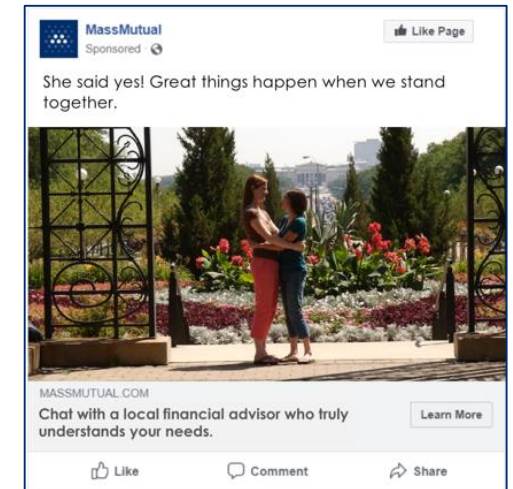 MassMutual
Like Page
Sponsored
She said yes! Great things happen when we stand
together.
MASSMUTUAL.COM
Chat with a local financial advisor who truly
understands your needs.
Learn More
Like
Comment
Share